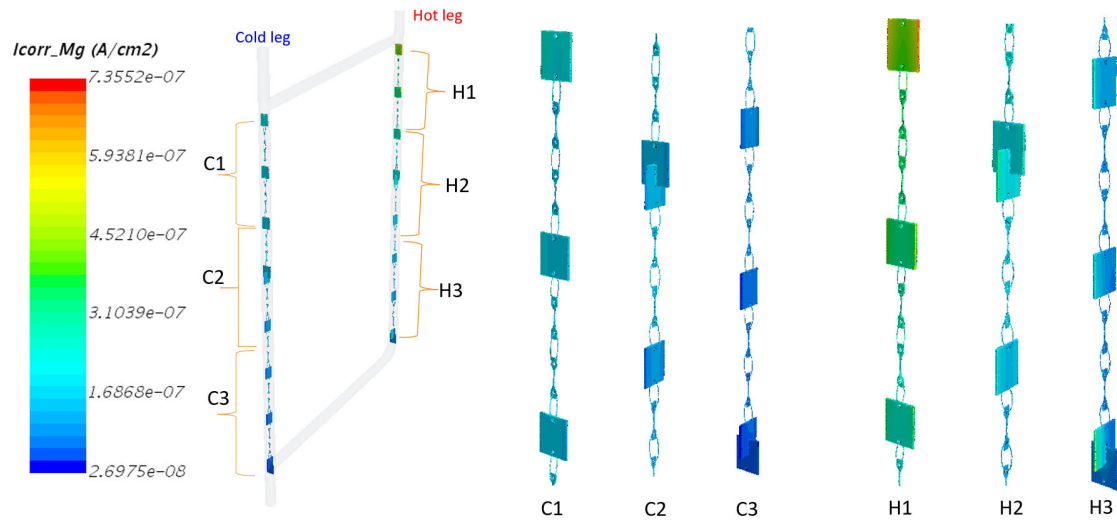 Icorr_Mg (A/cm2)
7.3552e-07
5.9381e-07
4.5210e-07
3.1039e-07
1.6868e-07
2.6975e-08
Cold leg
Hot leg
C1
C2
C3
H1
H2
H3
C1
C2
C3
H1
H2
H3